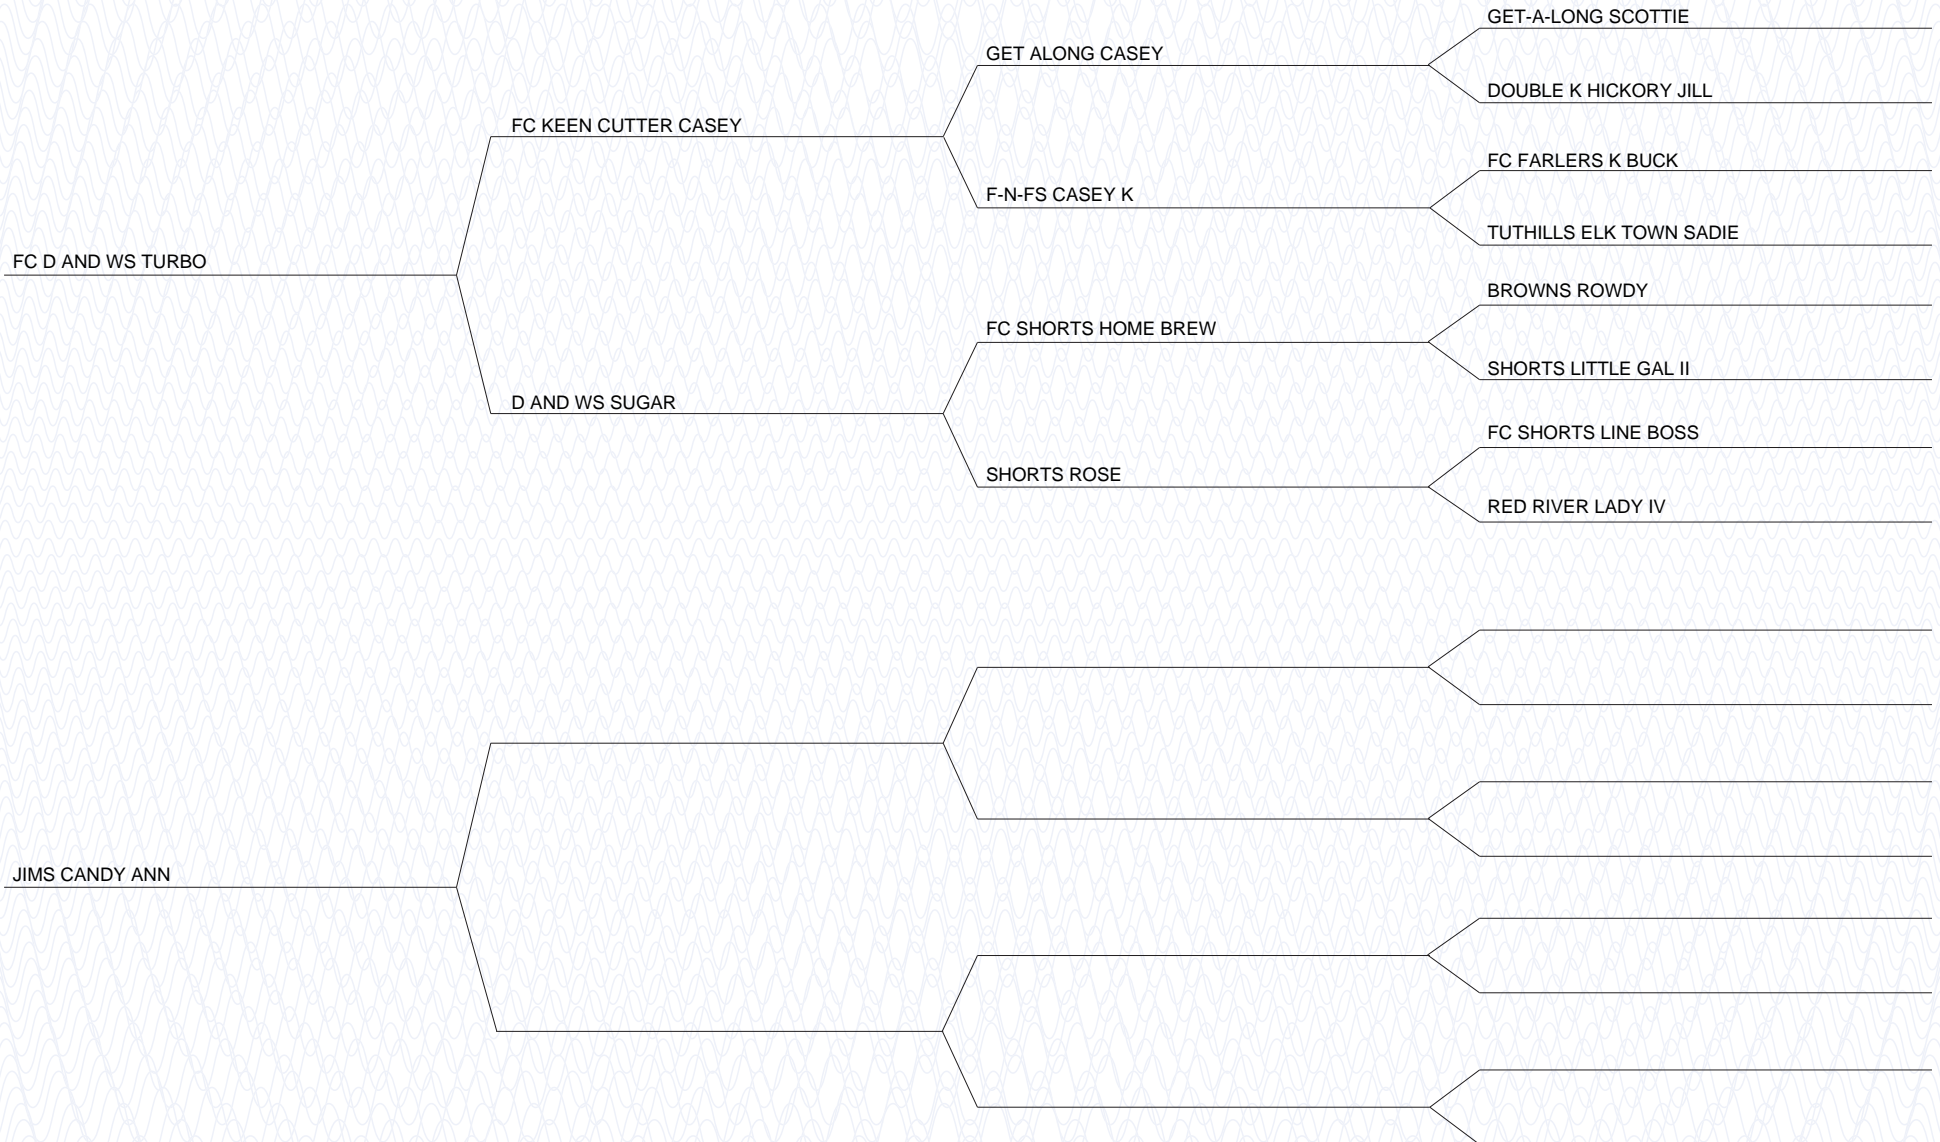 GET-A-LONG SCOTTIE
GET ALONG CASEY
DOUBLE K HICKORY JILL
FC KEEN CUTTER CASEY
FC FARLERS K BUCK
F-N-FS CASEY K
TUTHILLS ELK TOWN SADIE
FC D AND WS TURBO
BROWNS ROWDY
FC SHORTS HOME BREW
SHORTS LITTLE GAL II
D AND WS SUGAR
FC SHORTS LINE BOSS
SHORTS ROSE
RED RIVER LADY IV
JIMS CANDY ANN